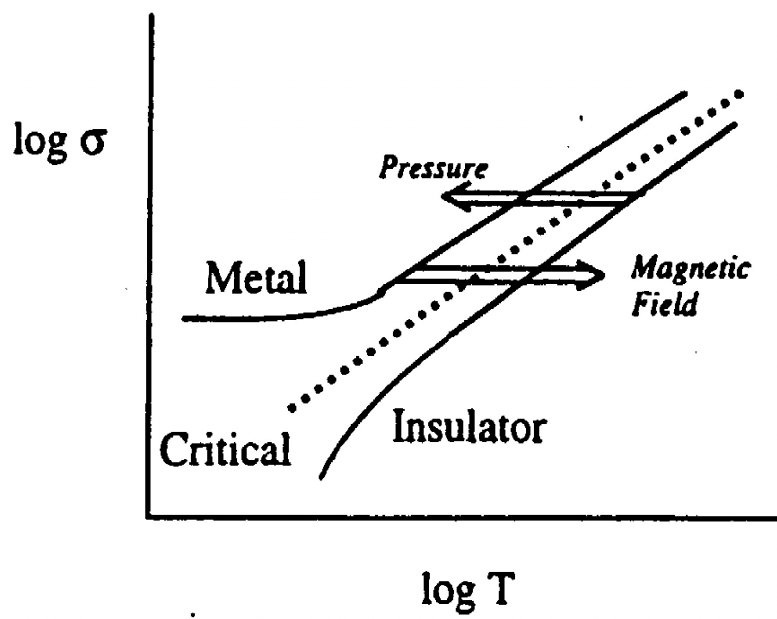 log σ
Pressure
Metal
Magnetic
Field
Critical
Insulator
log T